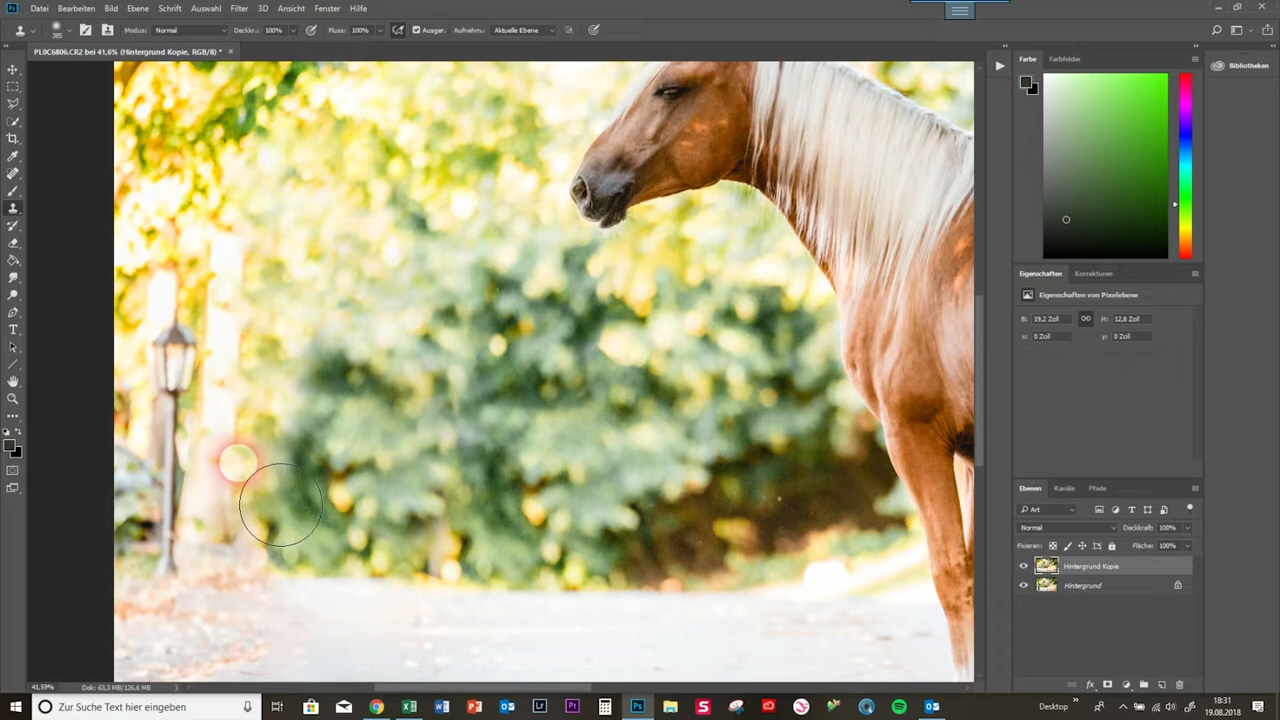 Datei Bearbeiten Bild Ebene Schrift Auswahl Filter 3D Ansicht Fenster Hilfe
385 Modus: Normal Deckkr.: 100% Fluss: 100% Ausger. Aufnehm.: Aktuelle Ebene
PL0C6806.CR2 bei 41,6% (Hintergrund Kopie, RGB/8) *
Farbe Farbfelder
Bibliotheken
Eigenschaften Korrekturen
Eigenschaften von Pixelebene
B: 19,2 Zoll H: 12,8 Zoll
x: 0 Zoll y: 0 Zoll
Ebenen Kanäle Pfade
Art
Normal Deckkraft: 100%
Fixieren: Fläche: 100%
Hintergrund Kopie
Hintergrund
41,59% Dok: 63,3 MB/126,6 MB
Zur Suche Text hier eingeben
Desktop
18:31
19.08.2018